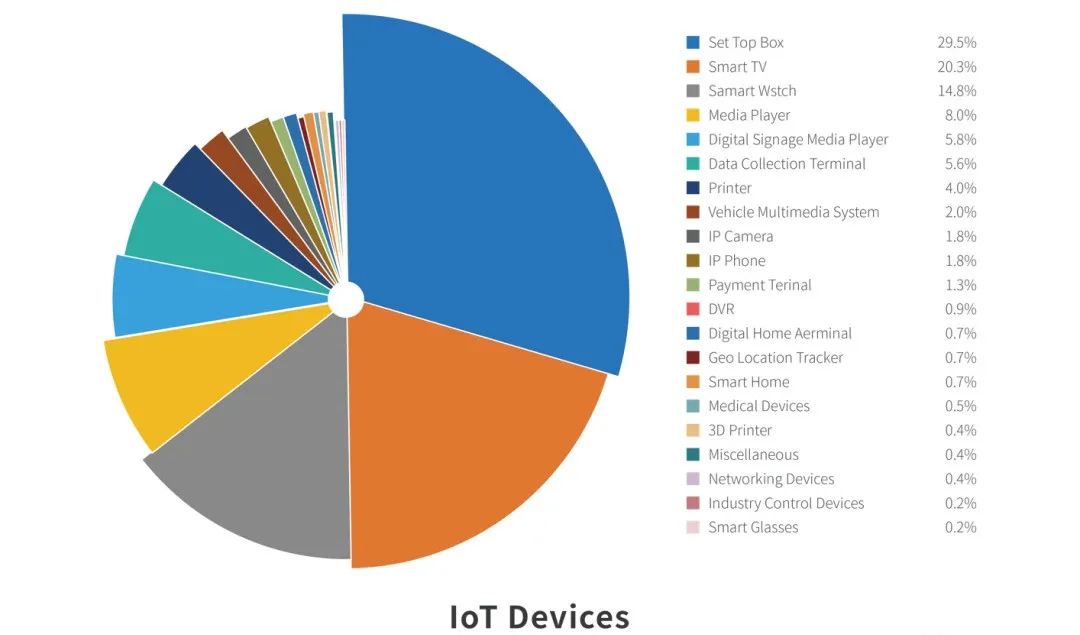 Set Top Box 29.5%
Smart TV 20.3%
Samart Wstch 14.8%
Media Player 8.0%
Digital Signage Media Player 5.8%
Data Collection Terminal 5.6%
Printer 4.0%
Vehicle Multimedia System 2.0%
IP Camera 1.8%
IP Phone 1.8%
Payment Terinal 1.3%
DVR 0.9%
Digital Home Aerminal 0.7%
Geo Location Tracker 0.7%
Smart Home 0.7%
Medical Devices 0.5%
3D Printer 0.4%
Miscellaneous 0.4%
Networking Devices 0.4%
Industry Control Devices 0.2%
Smart Glasses 0.2%
IoT Devices